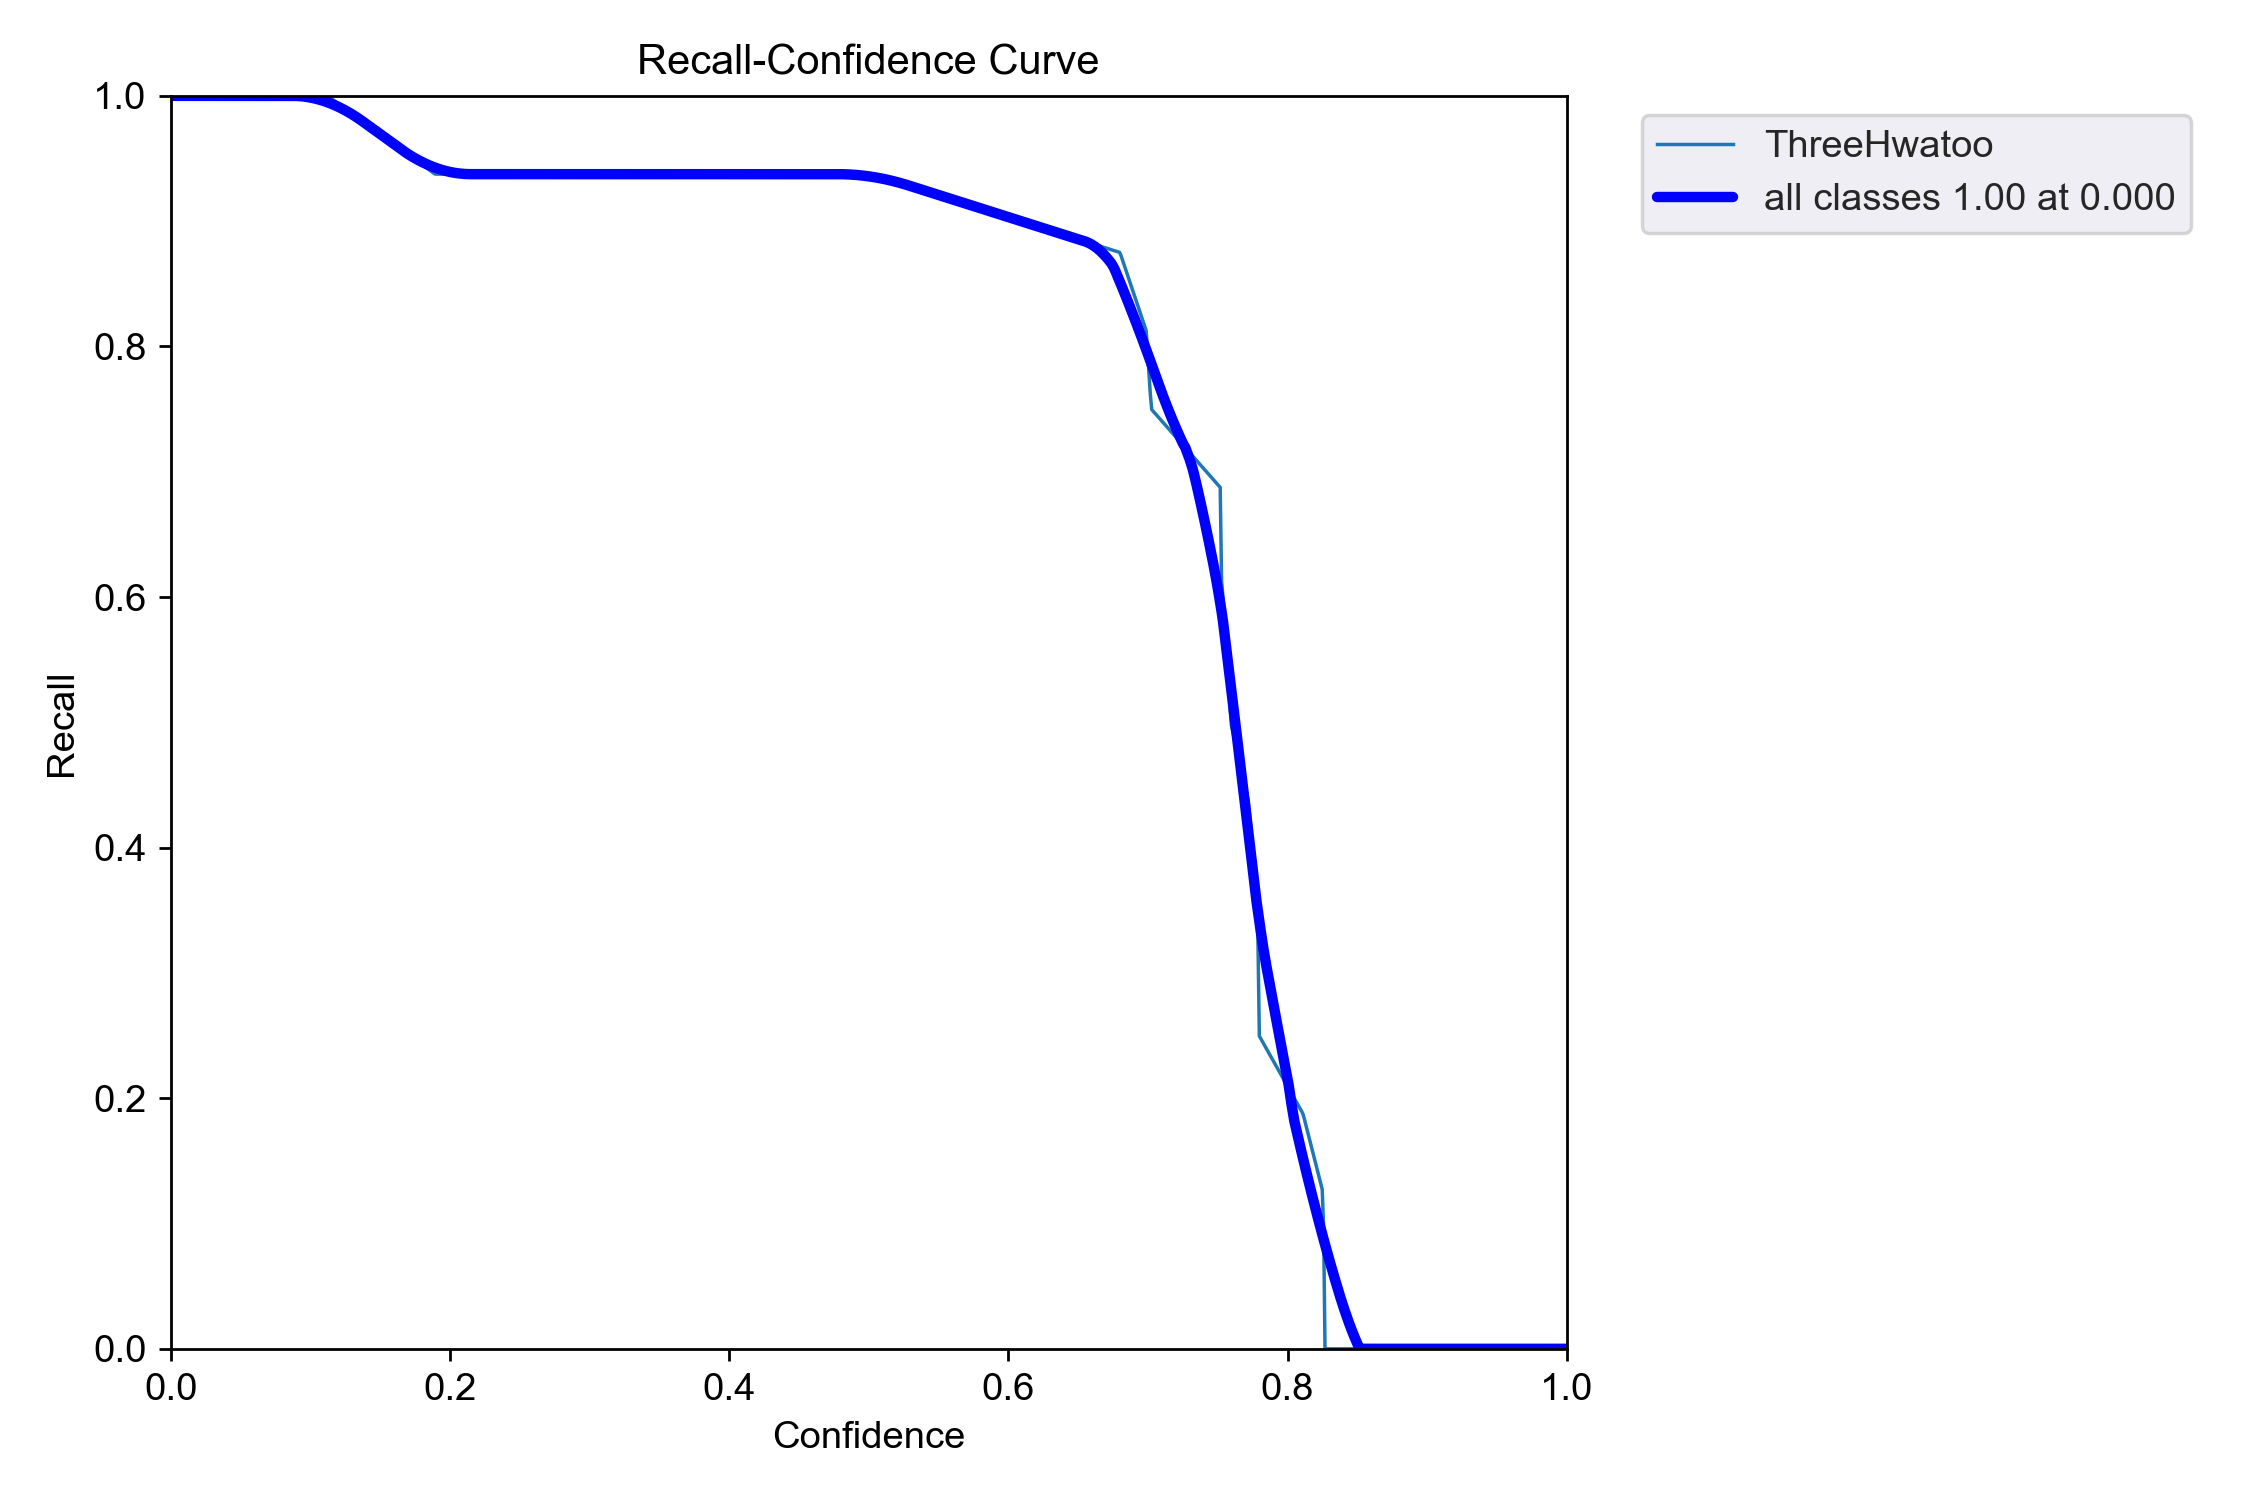 Recall-Confidence Curve
1.0
0.8
0.6
0.4
0.2
0.0
Recall
0.0 0.2 0.4 0.6 0.8 1.0
Confidence
ThreeHwatoo
all classes 1.00 at 0.000